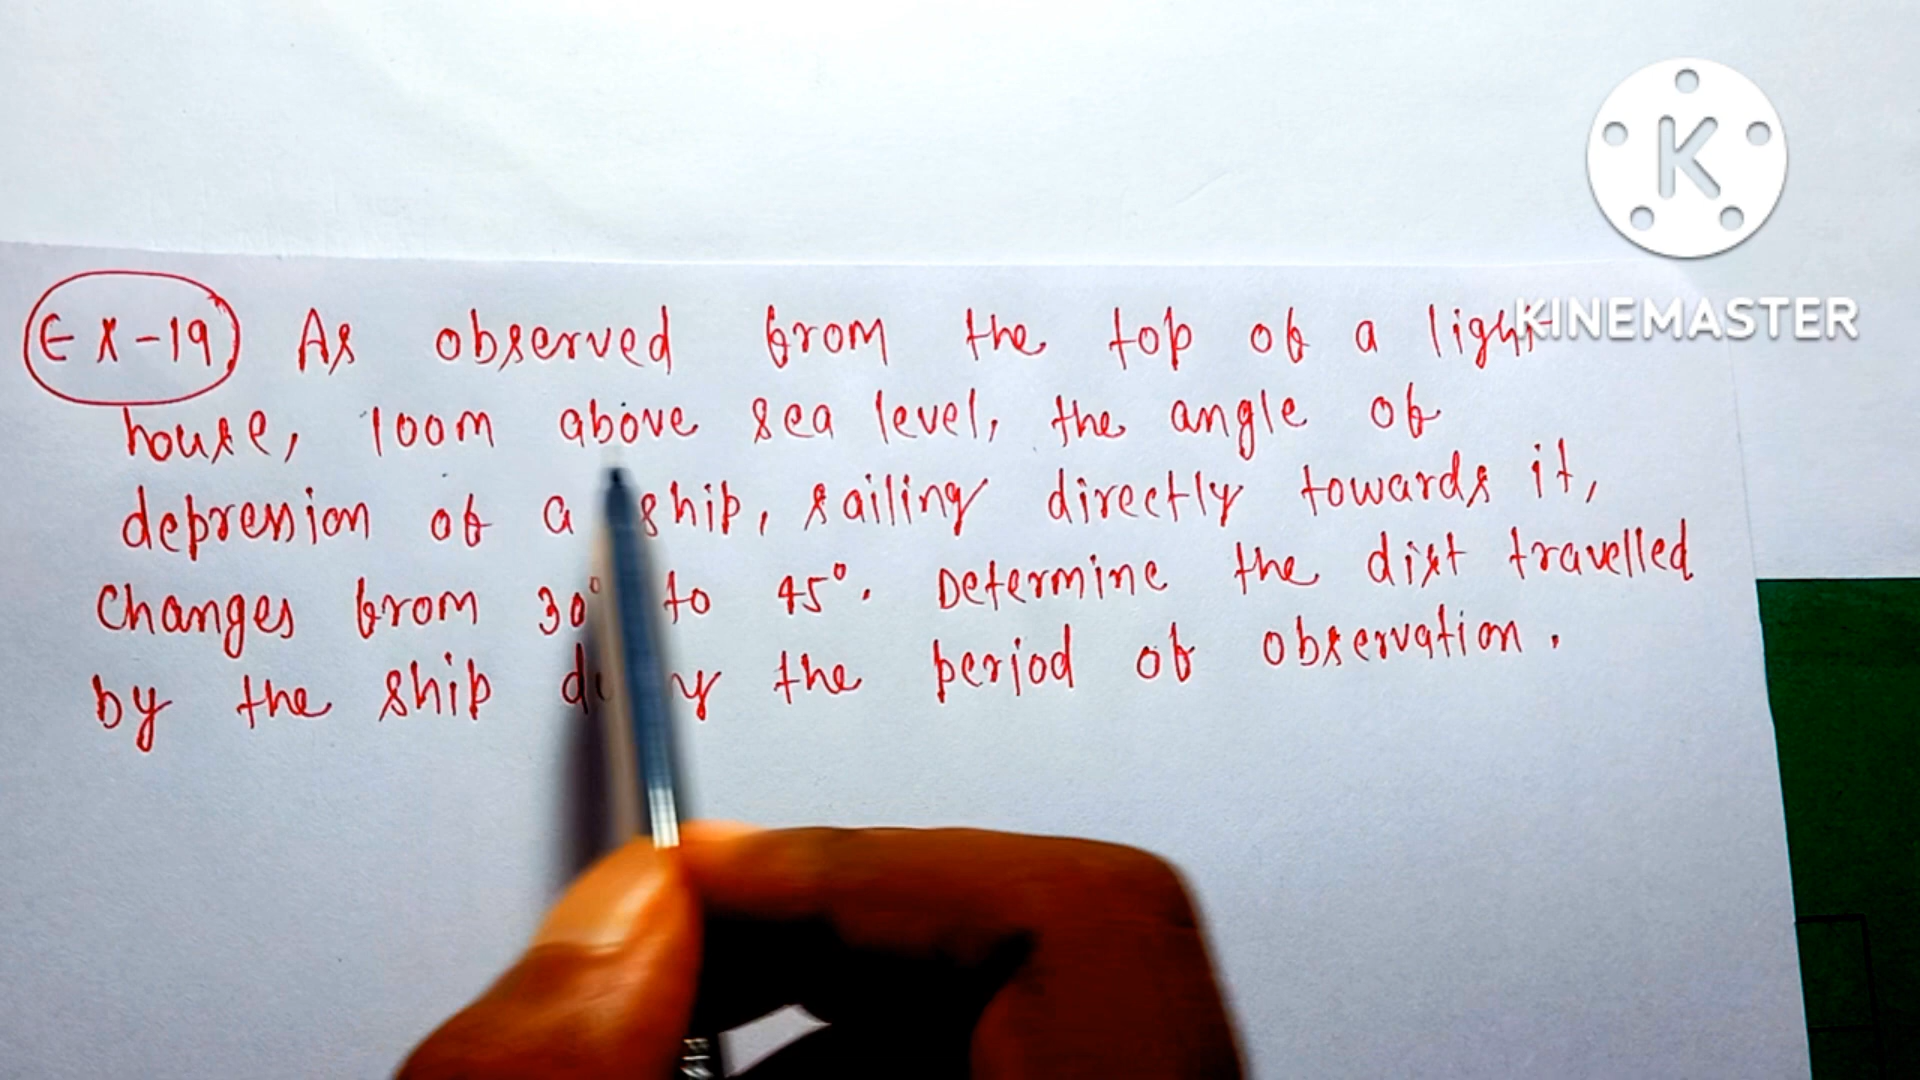 Ex-19 As observed from the top of a light
house, 100m above sea level, the angle of
depression of a ship, sailing directly towards it,
Changes from 30° to 45°. Determine the dist travelled
by the ship the period of observation.
K
KINEMASTER